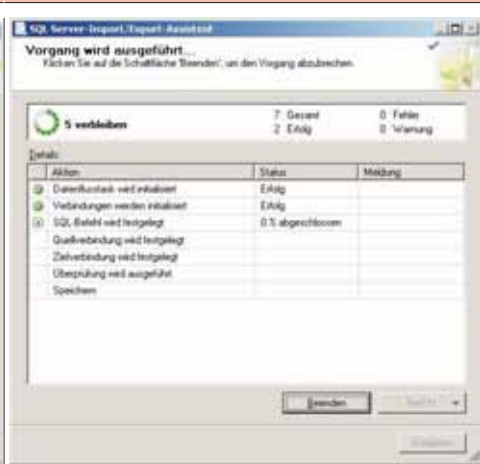 SQL Server-Import/Export-Assistent
Vorgang wird ausgeführt...
Klicken Sie auf die Schaltfläche 'Beenden', um den Vorgang abzubrechen.
5 verbleiben
7 Gesamt
0 Fehler
2 Erfolg
0 Warnung
Details:
Aktion Status Meldung
Datenflusstask wird initialisiert Erfolg
Verbindungen werden initialisiert Erfolg
SQL-Befehl wird festgelegt 0 % abgeschlossen
Quellverbindung wird festgelegt
Zielverbindung wird festgelegt
Überprüfung wird ausgeführt
Speichern
Beenden